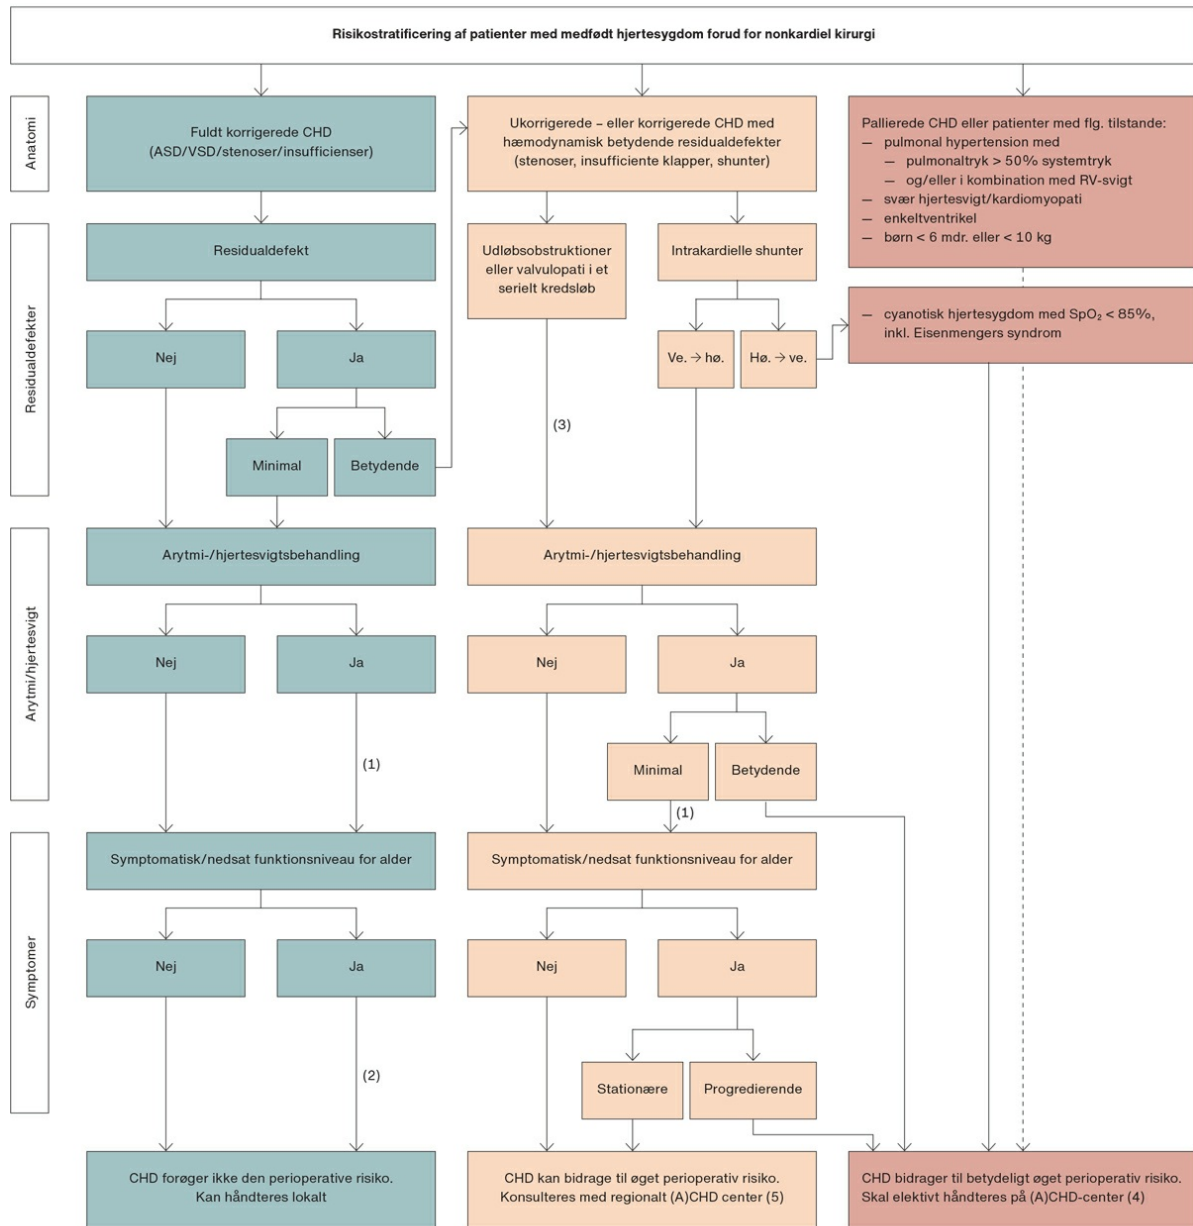 Risikostratificering af patienter med medfødt hjertesygdom forud for nonkardiel kirurgi
Anatomi
Fuldt korrigerede CHD
(ASD/VSD/stenoser/insufficienser)
Ukorrigerede – eller korrigerede CHD med
hæmodynamisk betydende residualdefekter
(stenoser, insufficiente klapper, shunter)
Pallierede CHD eller patienter med flg. tilstande:
— pulmonal hypertension med
— pulmonaltryk > 50% systemtryk
— og/eller i kombination med RV-svigt
— svær hjertesvigt/kardiomyopati
— enkeltventrikel
— børn < 6 mdr. eller < 10 kg
Residualdefekter
Residualdefekt
Udløbsobstruktioner
eller valvulopati i et
serielt kredsløb
Intrakardielle shunter
— cyanotisk hjertesygdom med SpO₂ < 85%,
inkl. Eisenmengers syndrom
Nej
Ja
Ve. → hø.
Hø. → ve.
(3)
Minimal
Betydende
Arytmi/hjertesvigt
Arytmi-/hjertesvigtsbehandling
Arytmi-/hjertesvigtsbehandling
Nej
Ja
Nej
Ja
(1)
Minimal
Betydende
(1)
Symptomer
Symptomatisk/nedsat funktionsniveau for alder
Symptomatisk/nedsat funktionsniveau for alder
Nej
Ja
Nej
Ja
(2)
Stationære
Progredierende
CHD forøger ikke den perioperative risiko.
Kan håndteres lokalt
CHD kan bidrage til øget perioperativ risiko.
Konsulteres med regionalt (A)CHD center (5)
CHD bidrager til betydeligt øget perioperativ risiko.
Skal elektivt håndteres på (A)CHD-center (4)